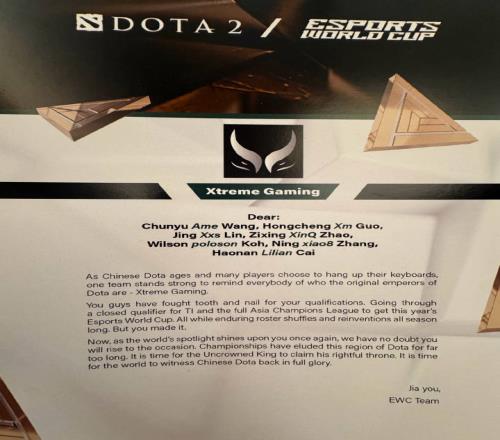 DOTA 2 / ESPORTS
WORLD CUP
Xtreme Gaming
Dear:
Chunyu Ame Wang, Hongcheng Xm Guo,
Jing Xxs Lin, Zixing XinQ Zhao,
Wilson poloson Koh, Ning xiao8 Zhang,
Haonan Lilian Cai
As Chinese Dota ages and many players choose to hang up their keyboards,
one team stands strong to remind everybody of who the original emperors of
Dota are - Xtreme Gaming.
You guys have fought tooth and nail for your qualifications. Going through
a closed qualifier for TI and the full Asia Champions League to get this year's
Esports World Cup. All while enduring roster shuffles and reinventions all season
long. But you made it.
Now, as the world's spotlight shines upon you once again, we have no doubt you
will rise to the occasion. Championships have eluded this region of Dota for far
too long. It is time for the Uncrowned King to claim his rightful throne. It is time
for the world to witness Chinese Dota back in full glory.
Jia you,
EWC Team